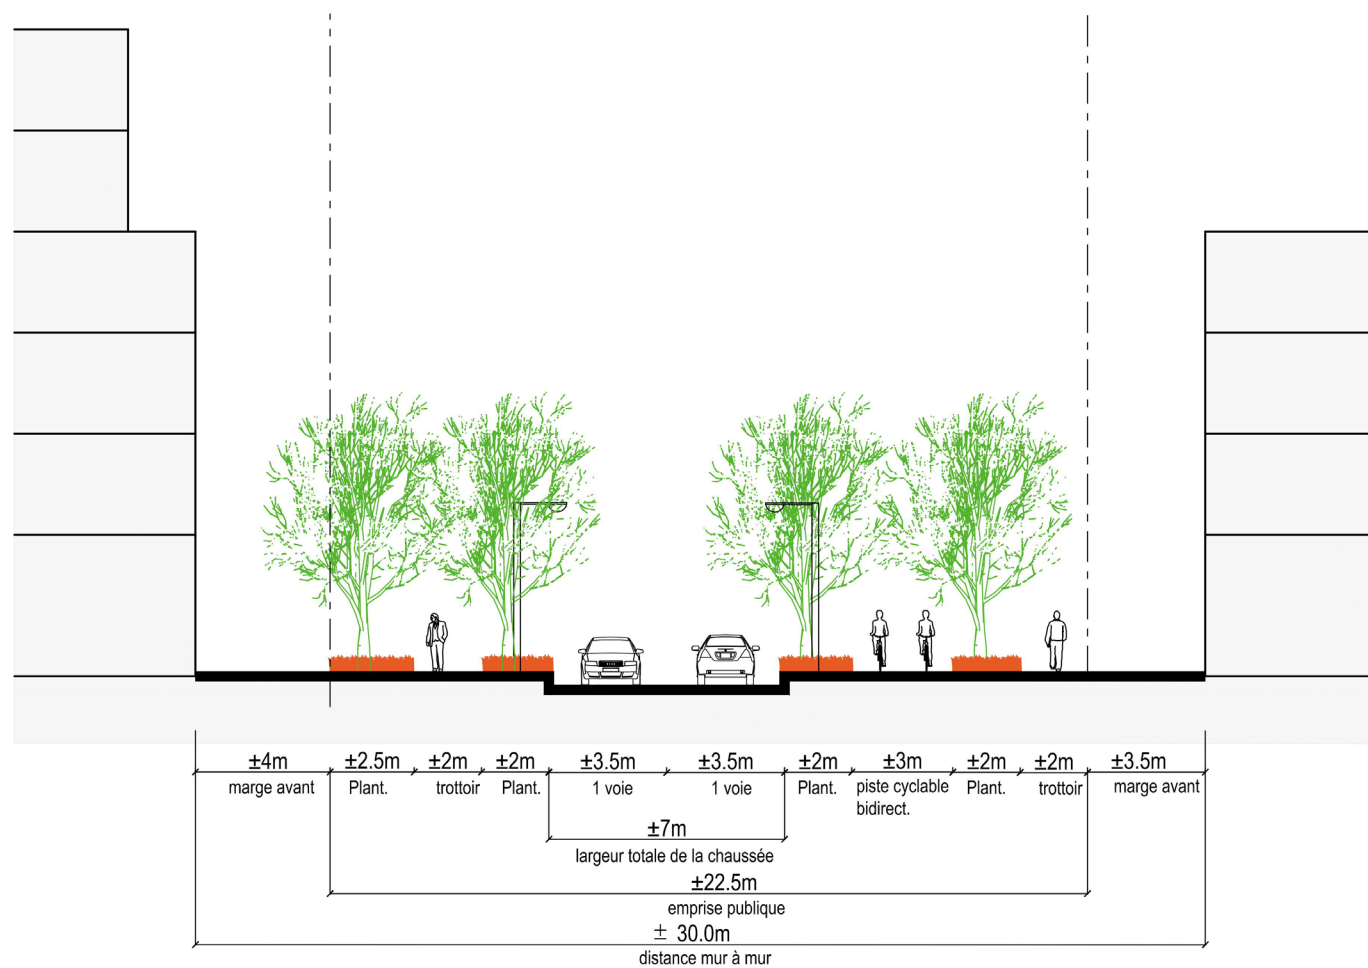 ±4m ±2.5m ±2m ±2m ±3.5m ±3.5m ±2m ±3m ±2m ±2m ±3.5m
marge avant Plant. trottoir Plant. 1 voie 1 voie Plant. piste cyclable Plant. trottoir marge avant
bidirect.
±7m
largeur totale de la chaussée
±22.5m
emprise publique
± 30.0m
distance mur à mur